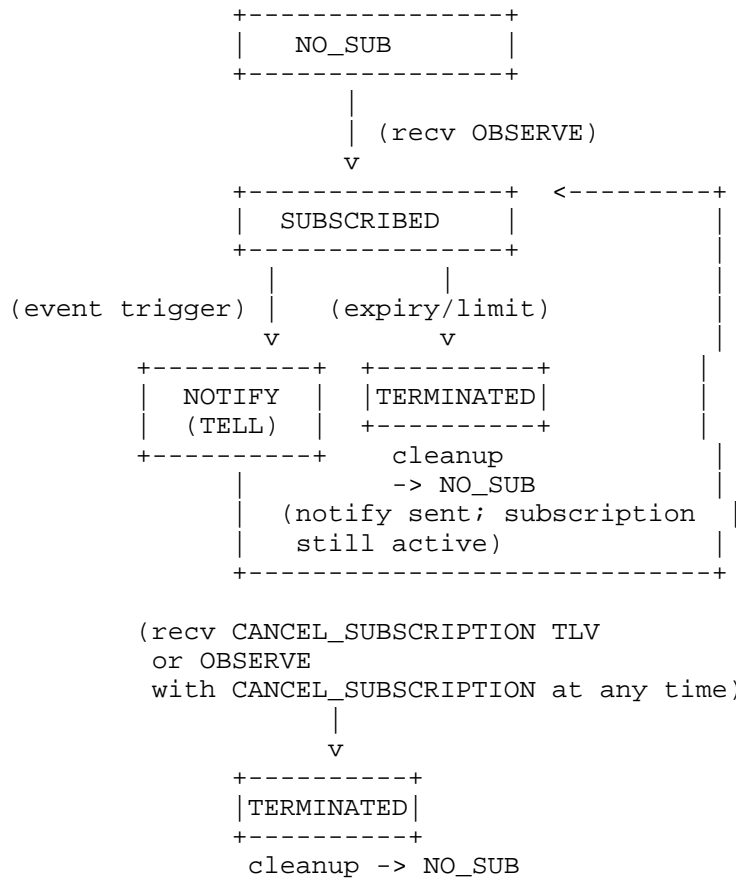 NO_SUB
(recv OBSERVE)
SUBSCRIBED
(event trigger) (expiry/limit)
NOTIFY TERMINATED
(TELL)
cleanup
-> NO_SUB
(notify sent; subscription
still active)
(recv CANCEL_SUBSCRIPTION TLV
or OBSERVE
with CANCEL_SUBSCRIPTION at any time)
TERMINATED
cleanup -> NO_SUB